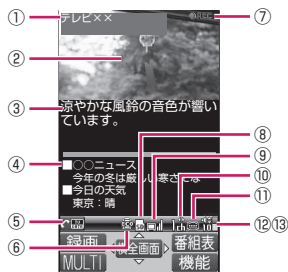 ①
テレビ××
⑦
②
③
涼やかな風鈴の音色が響い
ています。
⑧
④
⑨
■○○ニュース
今年の冬は厳しい寒さにな
⑩
■今日の天気
⑪
東京：晴
⑤
⑫⑬
⑥
録画
横全画面
番組表
MULTI
機能